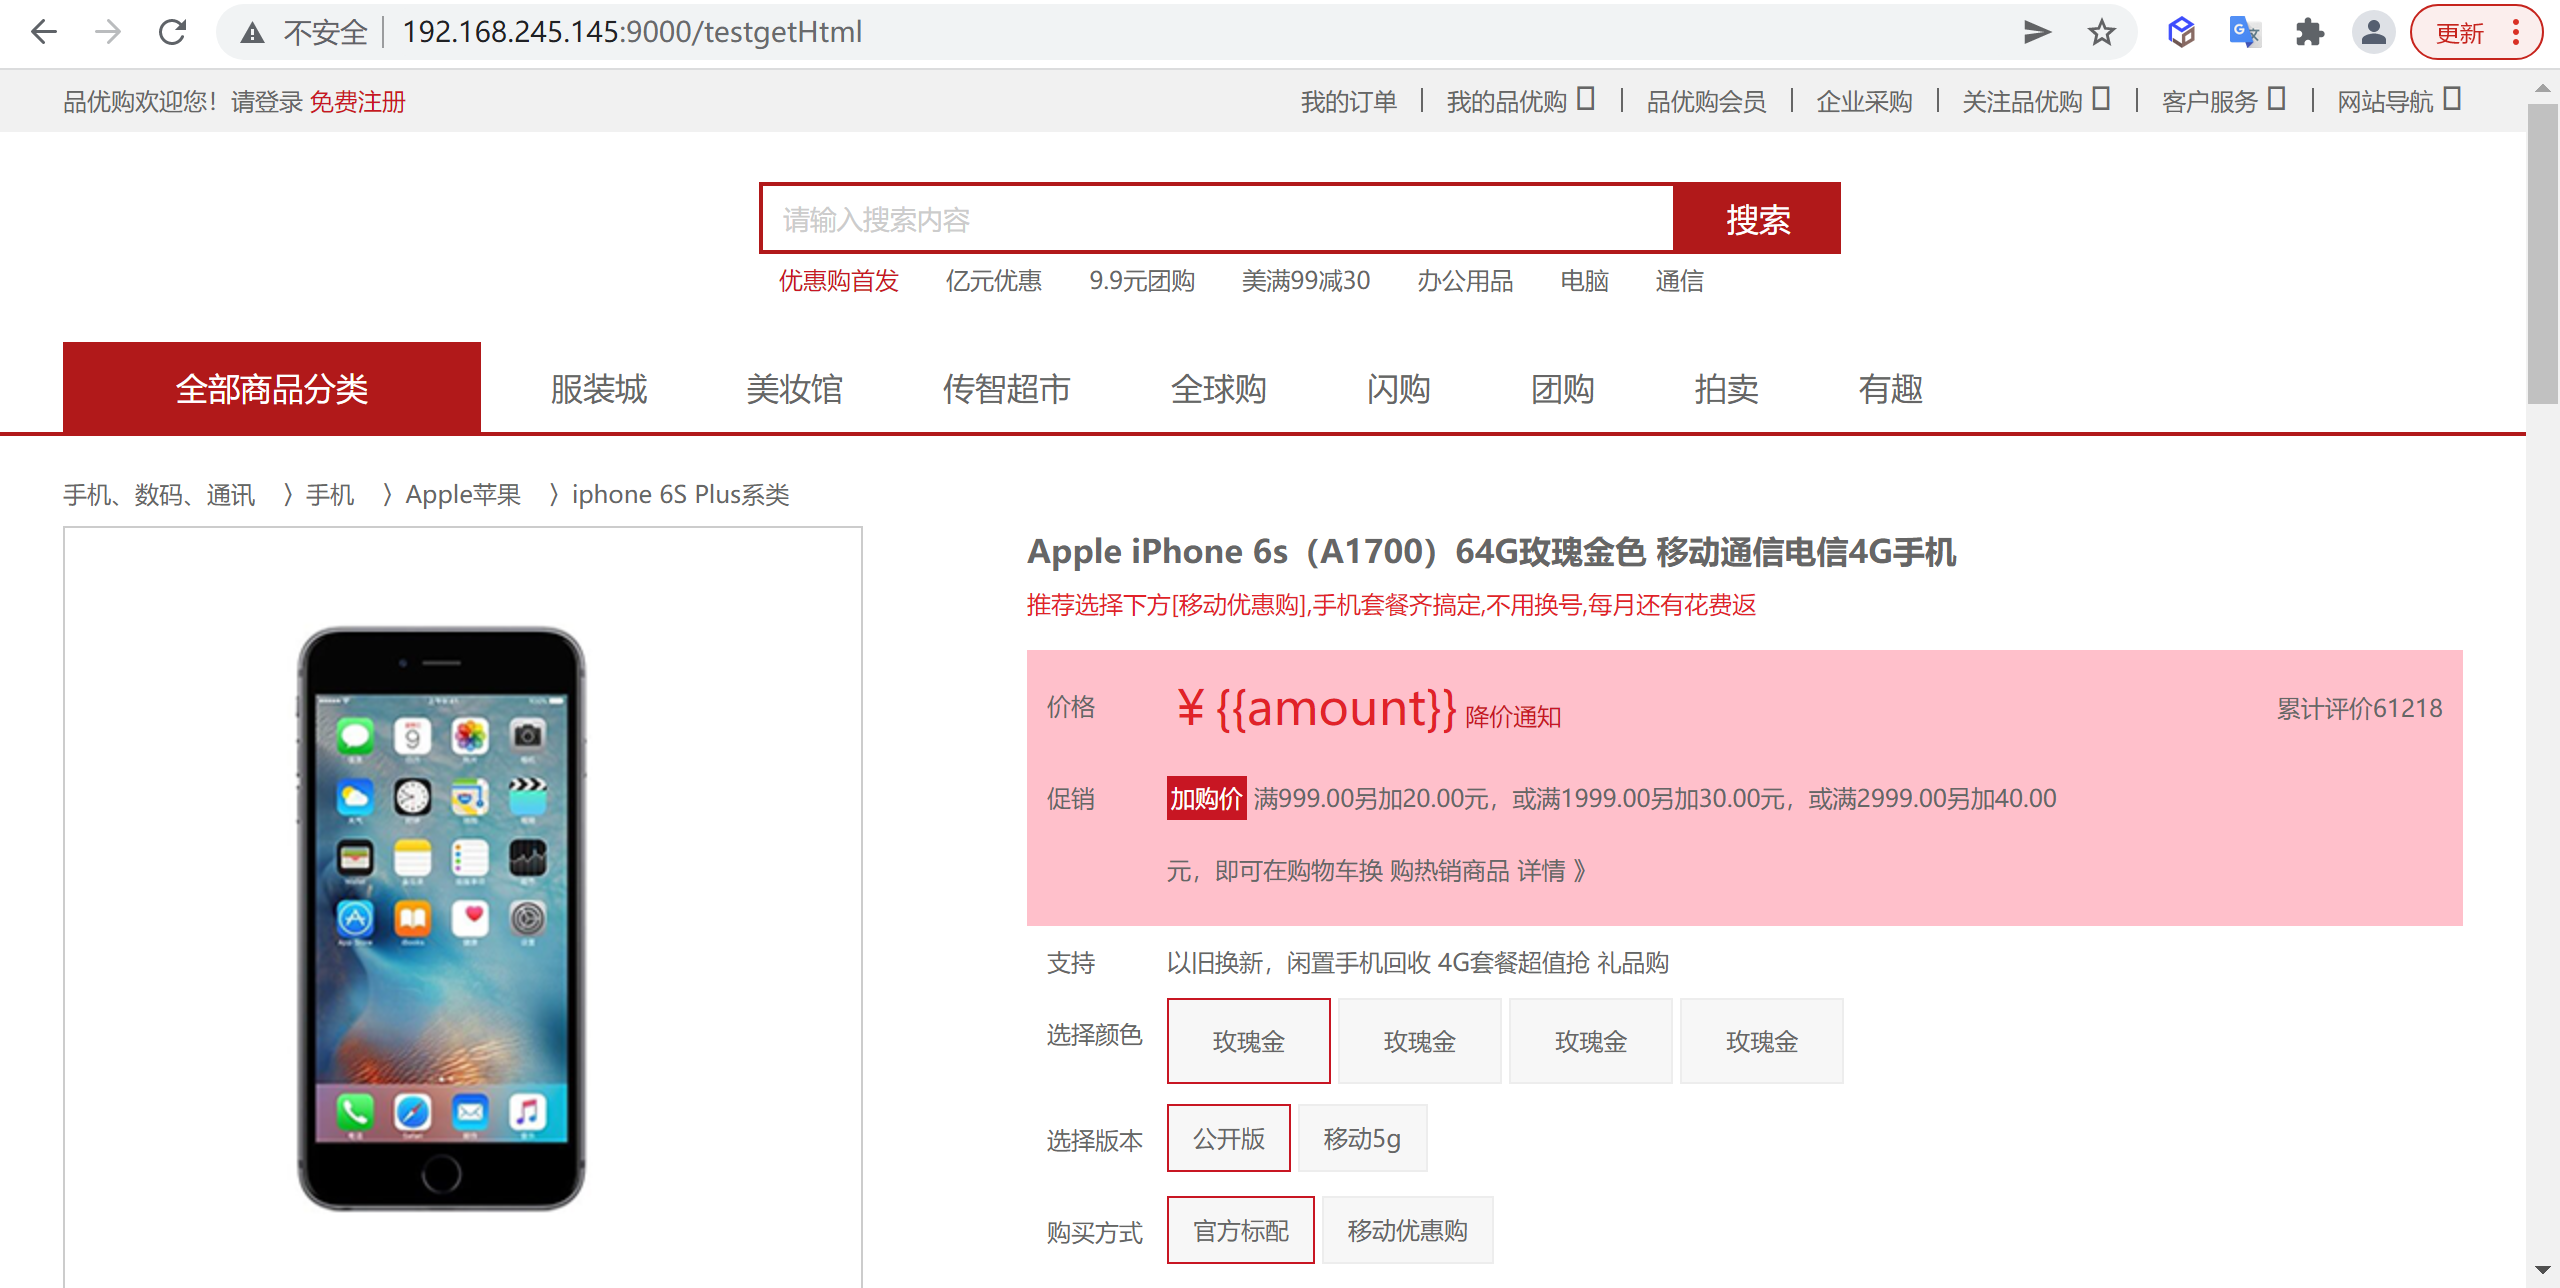 不安全 192.168.245.145:9000/testgetHtml 更新
品优购欢迎您！请登录 免费注册 我的订单 我的品优购 品优购会员 企业采购 关注品优购 客户服务 网站导航
请输入搜索内容 搜索
优惠购首发 亿元优惠 9.9元团购 美满99减30 办公用品 电脑 通信
全部商品分类 服装城 美妆馆 传智超市 全球购 闪购 团购 拍卖 有趣
手机、数码、通讯 〉手机 〉Apple苹果 〉iphone 6S Plus系类
Apple iPhone 6s（A1700）64G玫瑰金色 移动通信电信4G手机
推荐选择下方[移动优惠购],手机套餐齐搞定,不用换号,每月还有花费返
价格 ¥{{amount}} 降价通知 累计评价61218
促销 加购价 满999.00另加20.00元，或满1999.00另加30.00元，或满2999.00另加40.00
元，即可在购物车换 购热销商品 详情 》
支持 以旧换新，闲置手机回收 4G套餐超值抢 礼品购
选择颜色 玫瑰金 玫瑰金 玫瑰金 玫瑰金
选择版本 公开版 移动5g
购买方式 官方标配 移动优惠购